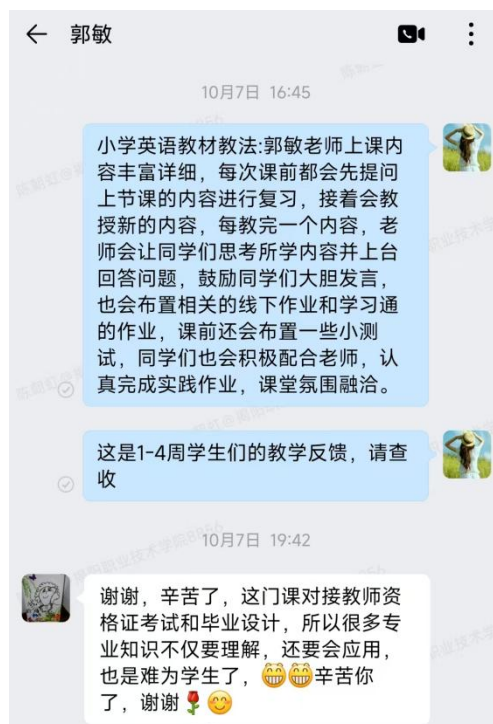 郭敏
10月7日 16:45
小学英语教材教法:郭敏老师上课内
容丰富详细，每次课前都会先提问
上节课的内容进行复习，接着会教
授新的内容，每教完一个内容，老
师会让同学们思考所学内容并上台
回答问题，鼓励同学们大胆发言，
也会布置相关的线下作业和学习通
的作业，课前还会布置一些小测
试，同学们也会积极配合老师，认
真完成实践作业，课堂氛围融洽。
这是1-4周学生们的教学反馈，请查
收
10月7日 19:42
谢谢，辛苦了，这门课对接教师资
格证考试和毕业设计，所以很多专
业知识不仅要理解，还要会应用，
也是难为学生了，😁😁辛苦你
了，谢谢🌹😊